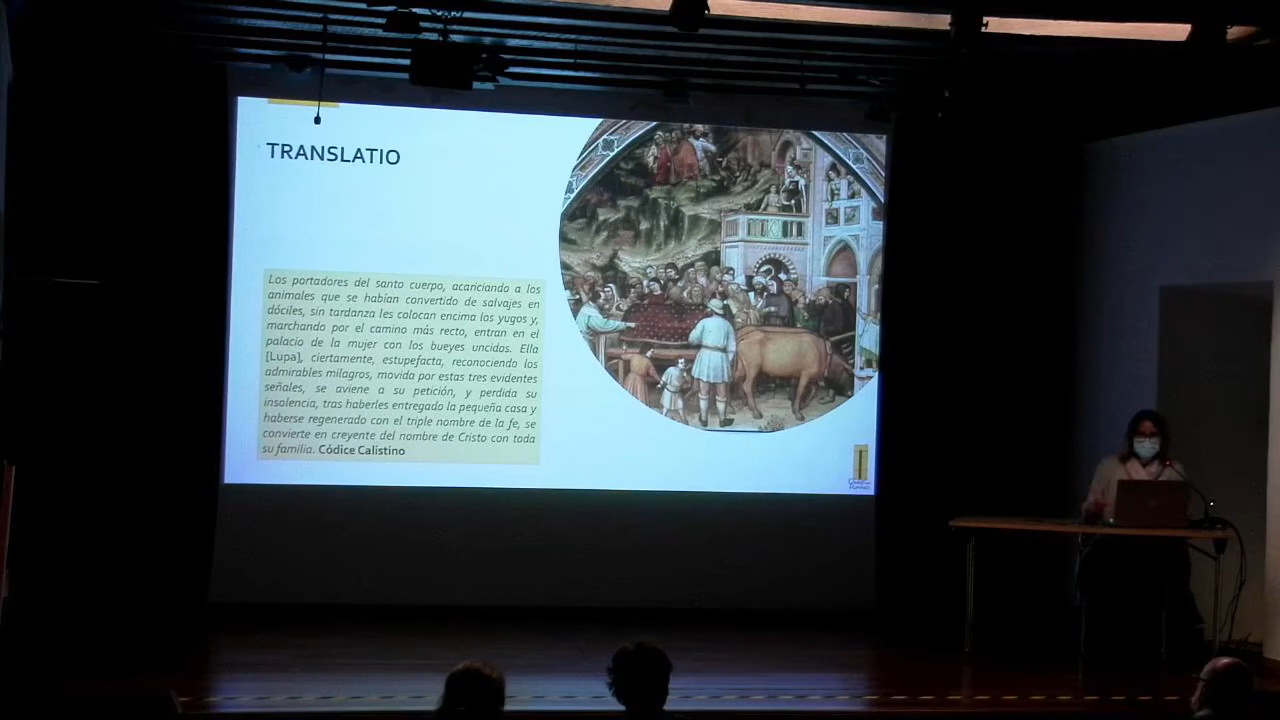 TRANSLATIO
Los portadores del santo cuerpo, acariciando a los
animales que se habían convertido de salvajes en
dóciles, sin tardanza les colocan encima los yugos y,
marchando por el camino más recto, entran en el
palacio de la mujer con los bueyes uncidos. Ella
[Lupa], ciertamente, estupefacta, reconociendo los
admirables milagros, movida por estas tres evidentes
señales, se aviene a su petición, y perdida su
insolencia, tras haberles entregado la pequeña casa y
haberse regenerado con el triple nombre de la fe, se
convierte en creyente del nombre de Cristo con toda
su familia. Códice Calistino